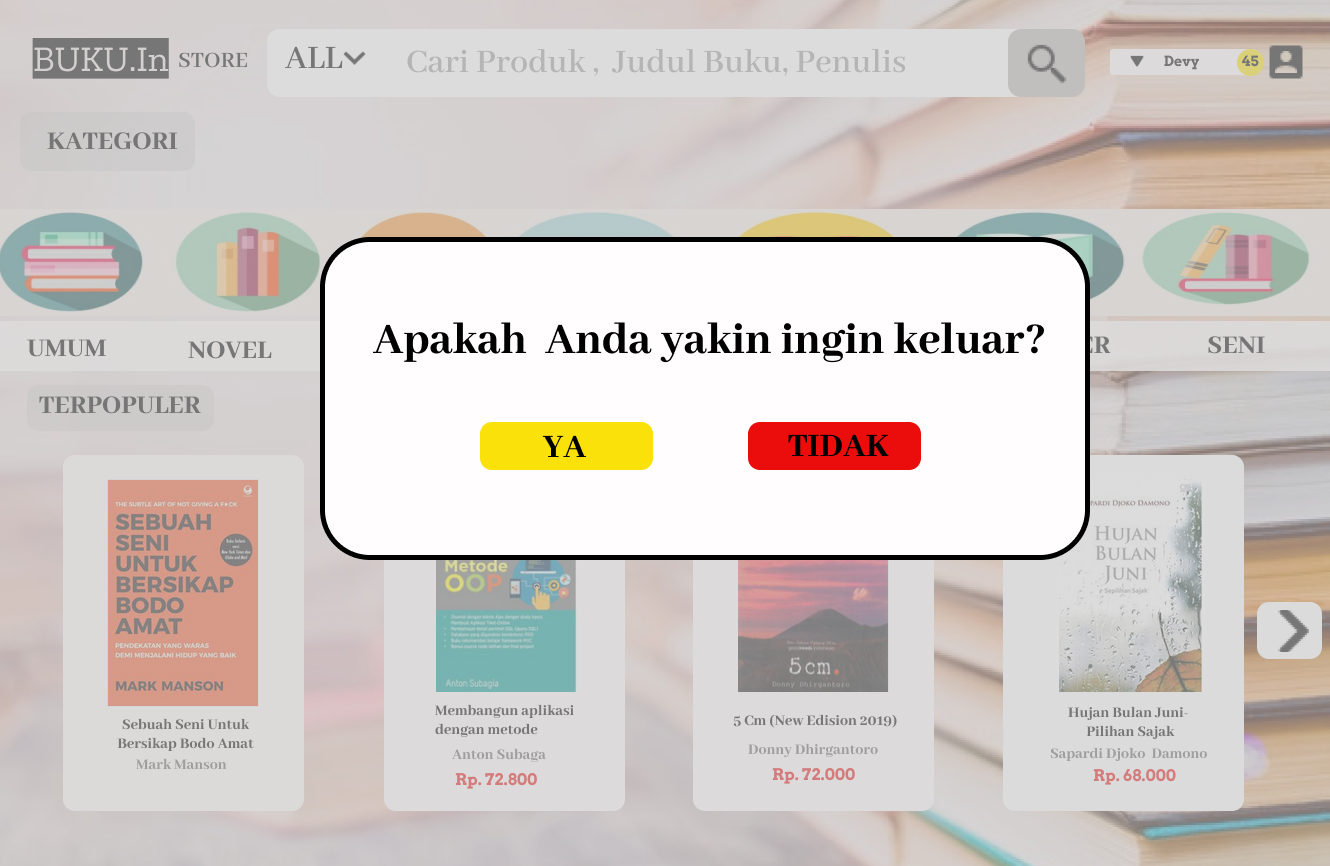 BUKU.In STORE
ALL
Cari Produk , Judul Buku, Penulis
Devy
45
KATEGORI
UMUM
NOVEL
ER
SENI
Apakah Anda yakin ingin keluar?
YA
TIDAK
TERPOPULER
THE SUBTLE ART OF NOT GIVING A F*CK
SEBUAH
SENI
UNTUK
BERSIKAP
BODO
AMAT
PENDEKATAN YANG WARAS
DEMI MENJALANI HIDUP YANG BAIK
MARK MANSON
Sebuah Seni Untuk
Bersikap Bodo Amat
Mark Manson
Metode
OOP
Anton Subagia
Membangun aplikasi
dengan metode
Anton Subaga
Rp. 72.800
5cm.
Donny Dhirgantoro
5 Cm (New Edision 2019)
Donny Dhirgantoro
Rp. 72.000
PARDI DJOKO DAMONO
HUJAN
BULAN
JUNI
Sepilihan Sajak
Hujan Bulan Juni-
Pilihan Sajak
Sapardi Djoko Damono
Rp. 68.000